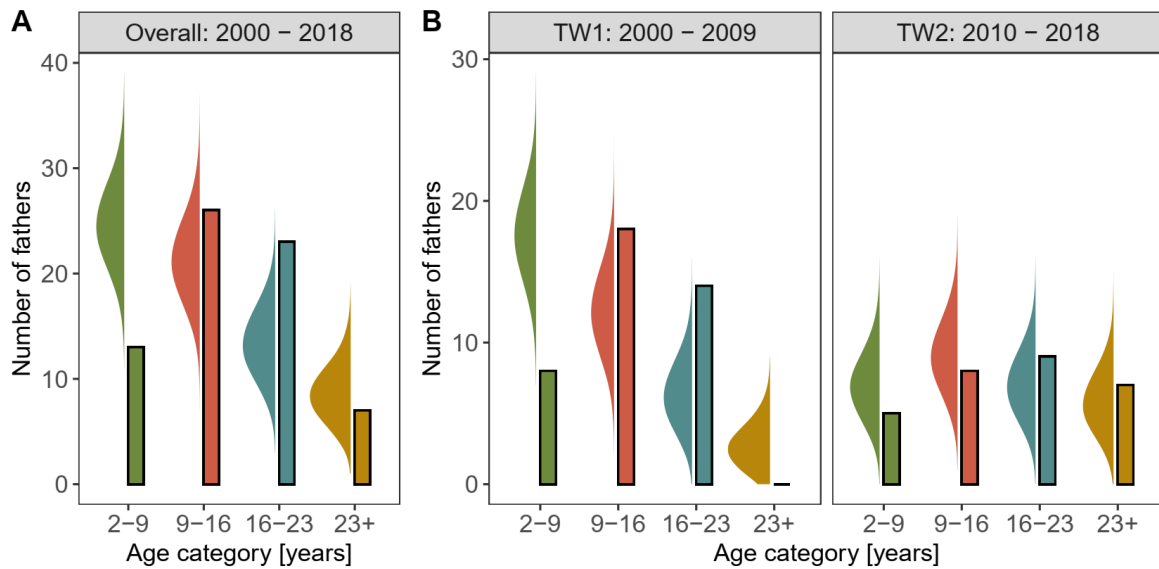 A
Overall: 2000 − 2018
Number of fathers
40
30
20
10
0
2−9 9−16 16−23 23+
Age category [years]
B
TW1: 2000 − 2009 TW2: 2010 − 2018
Number of fathers
30
20
10
0
2−9 9−16 16−23 23+ 2−9 9−16 16−23 23+
Age category [years]